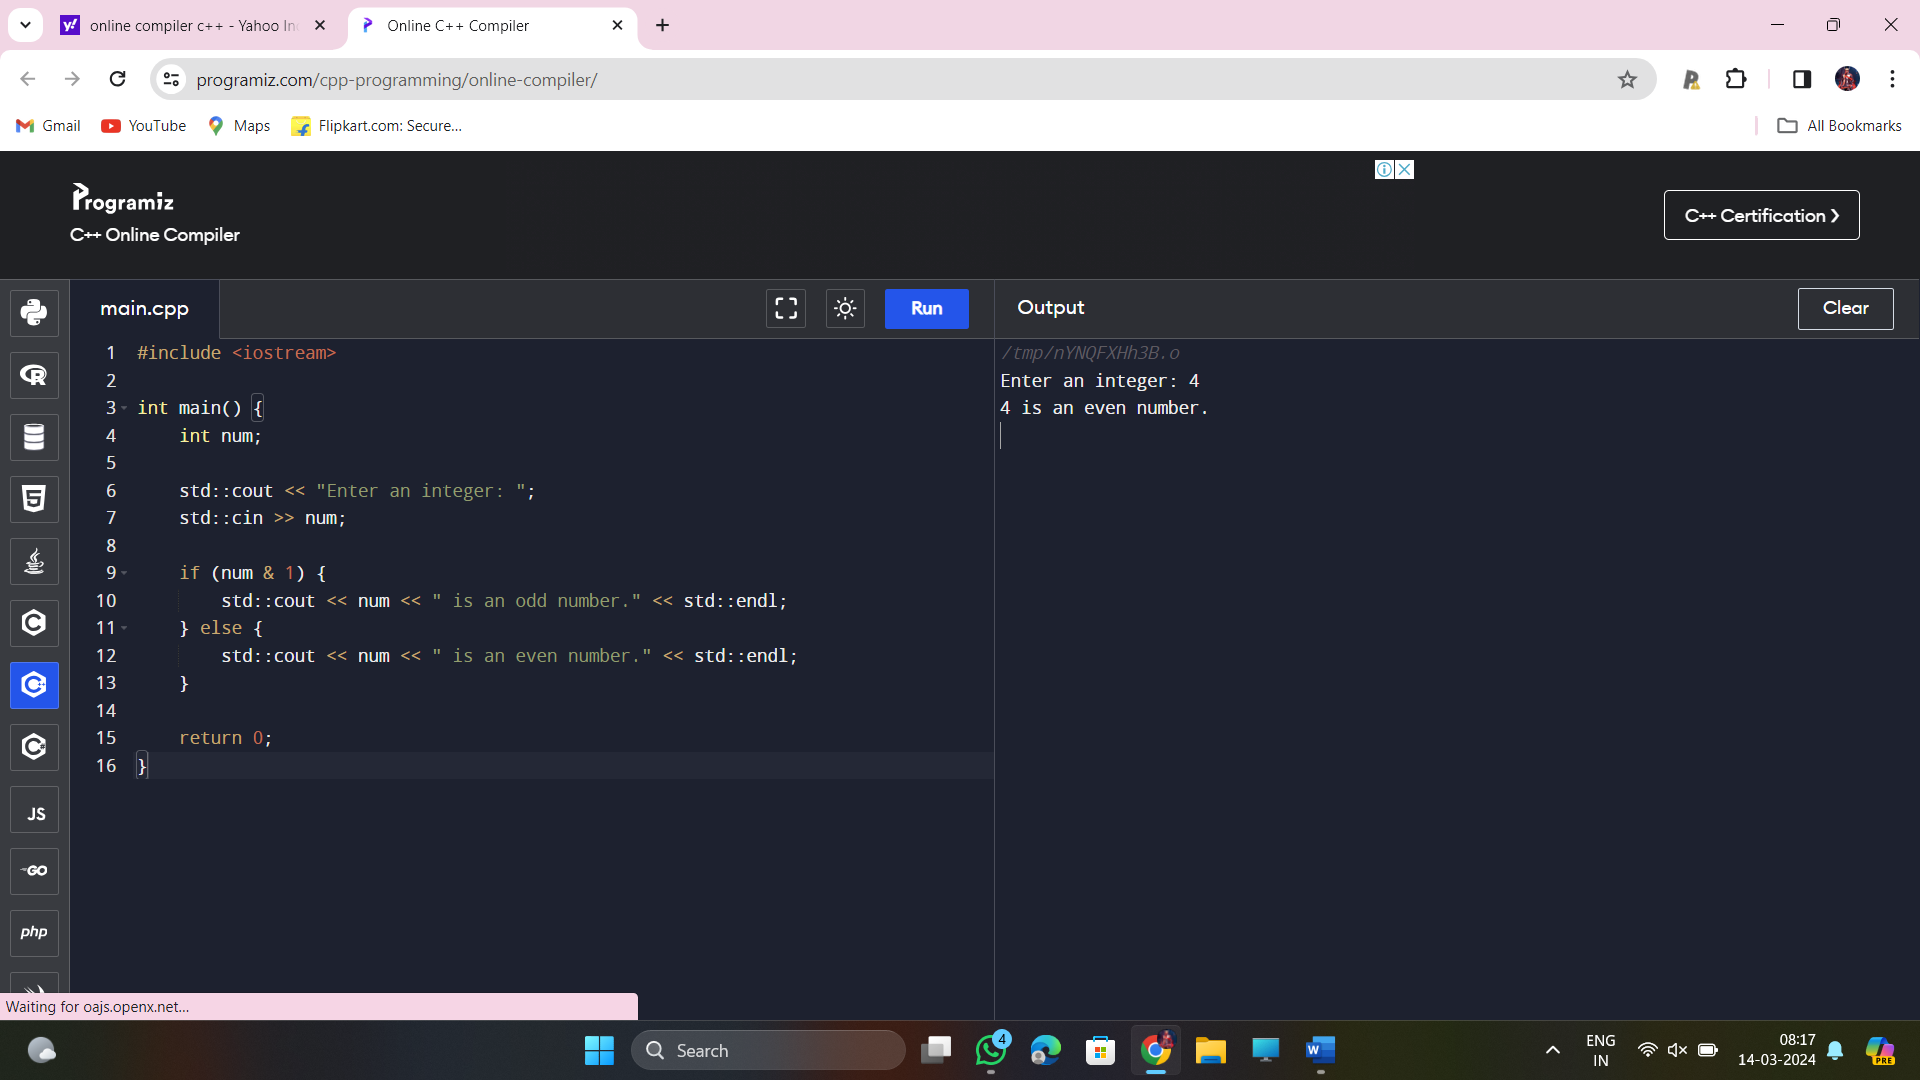 online compiler c++ - Yahoo In
Online C++ Compiler
programiz.com/cpp-programming/online-compiler/
Gmail
YouTube
Maps
Flipkart.com: Secure...
All Bookmarks
Programiz
C++ Online Compiler
C++ Certification ❯
main.cpp
Run
Output
Clear
1 #include <iostream>
2
3 int main() {
4     int num;
5
6     std::cout << "Enter an integer: ";
7     std::cin >> num;
8
9     if (num & 1) {
10         std::cout << num << " is an odd number." << std::endl;
11     } else {
12         std::cout << num << " is an even number." << std::endl;
13     }
14
15     return 0;
16 }
/tmp/nYNQFXHh3B.o
Enter an integer: 4
4 is an even number.
JS
GO
php
Waiting for oajs.openx.net...
Search
4
ENG
IN
08:17
14-03-2024
PRE